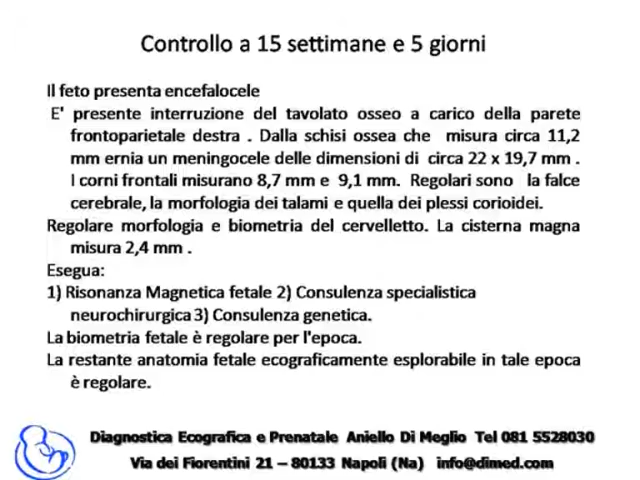 Controllo a 15 settimane e 5 giorni
Il feto presenta encefalocele
E' presente interruzione del tavolato osseo a carico della parete
frontoparietale destra . Dalla schisi ossea che misura circa 11,2
mm ernia un meningocele delle dimensioni di circa 22 x 19,7 mm .
I corni frontali misurano 8,7 mm e 9,1 mm. Regolari sono la falce
cerebrale, la morfologia dei talami e quella dei plessi corioidei.
Regolare morfologia e biometria del cervelletto. La cisterna magna
misura 2,4 mm .
Esegua:
1) Risonanza Magnetica fetale 2) Consulenza specialistica
neurochirurgica 3) Consulenza genetica.
La biometria fetale è regolare per l'epoca.
La restante anatomia fetale ecograficamente esplorabile in tale epoca
è regolare.
Diagnostica Ecografica e Prenatale Aniello Di Meglio Tel 081 5528030
Via dei Fiorentini 21 – 80133 Napoli (Na) info@dimed.com